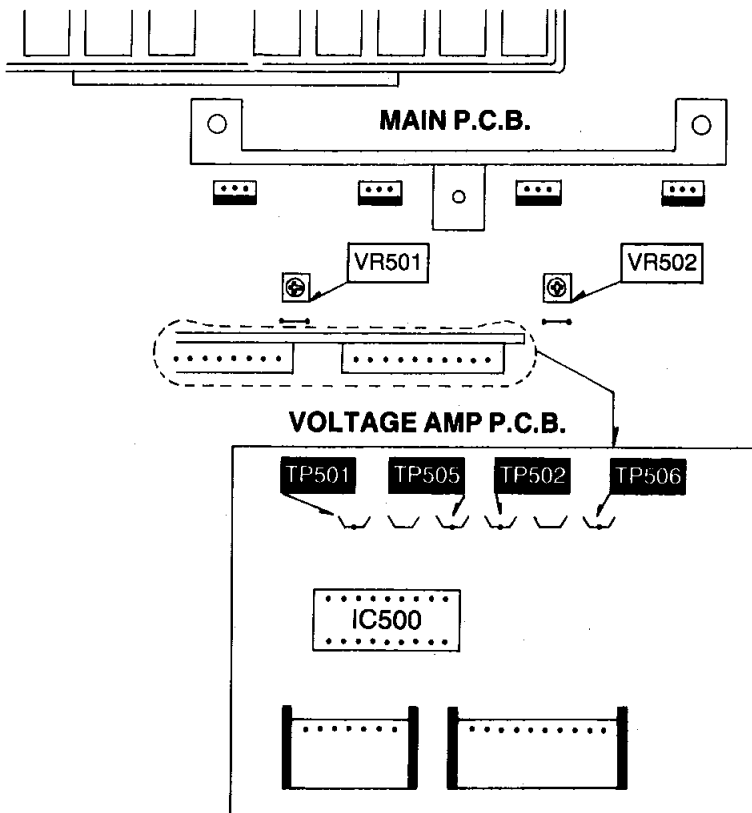 MAIN P.C.B.
VR501
VR502
VOLTAGE AMP P.C.B.
TP501 TP505 TP502 TP506
IC500